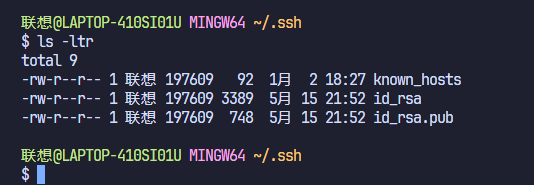 联想@LAPTOP-410SI01U MINGW64 ~/.ssh
$ ls -ltr
total 9
-rw-r--r-- 1 联想 197609   92  1月  2 18:27 known_hosts
-rw-r--r-- 1 联想 197609 3389  5月 15 21:52 id_rsa
-rw-r--r-- 1 联想 197609  748  5月 15 21:52 id_rsa.pub
联想@LAPTOP-410SI01U MINGW64 ~/.ssh
$